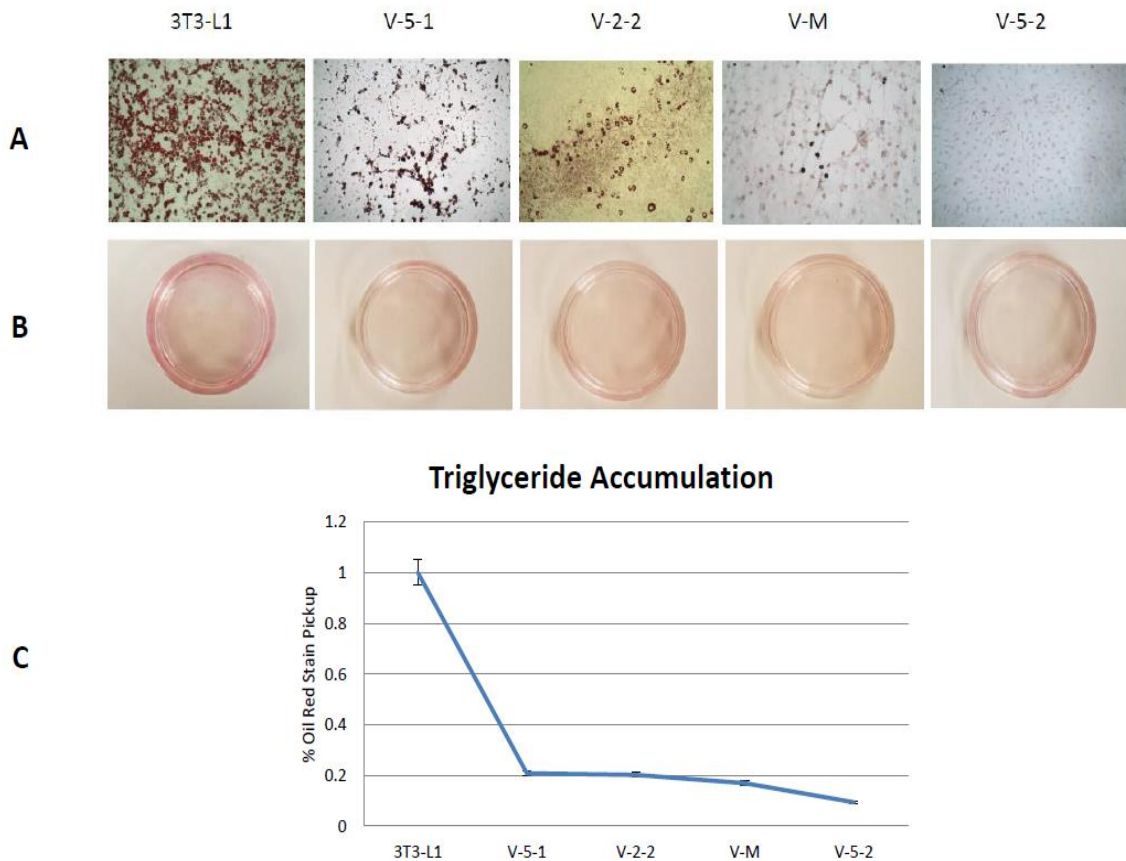 3T3-L1 V-5-1 V-2-2 V-M V-5-2
A
B
Triglyceride Accumulation
C
% Oil Red Stain Pickup
1.2
1
0.8
0.6
0.4
0.2
0
3T3-L1 V-5-1 V-2-2 V-M V-5-2